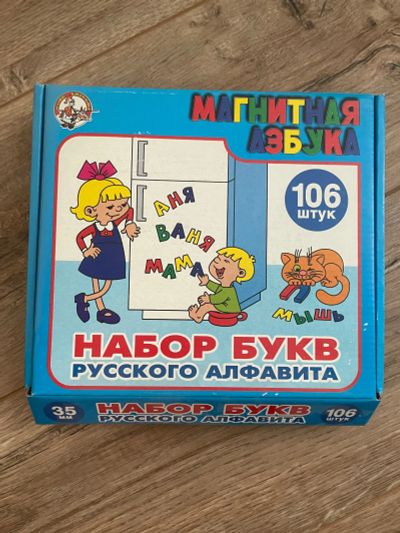 МАГНИТНАЯ
АЗБУКА
106
ШТУК
АНЯ
ВАНЯ
МАМА
МЫШЬ
НАБОР БУКВ
РУССКОГО АЛФАВИТА
35
ММ
НАБОР БУКВ
РУССКОГО АЛФАВИТА
106
ШТУК